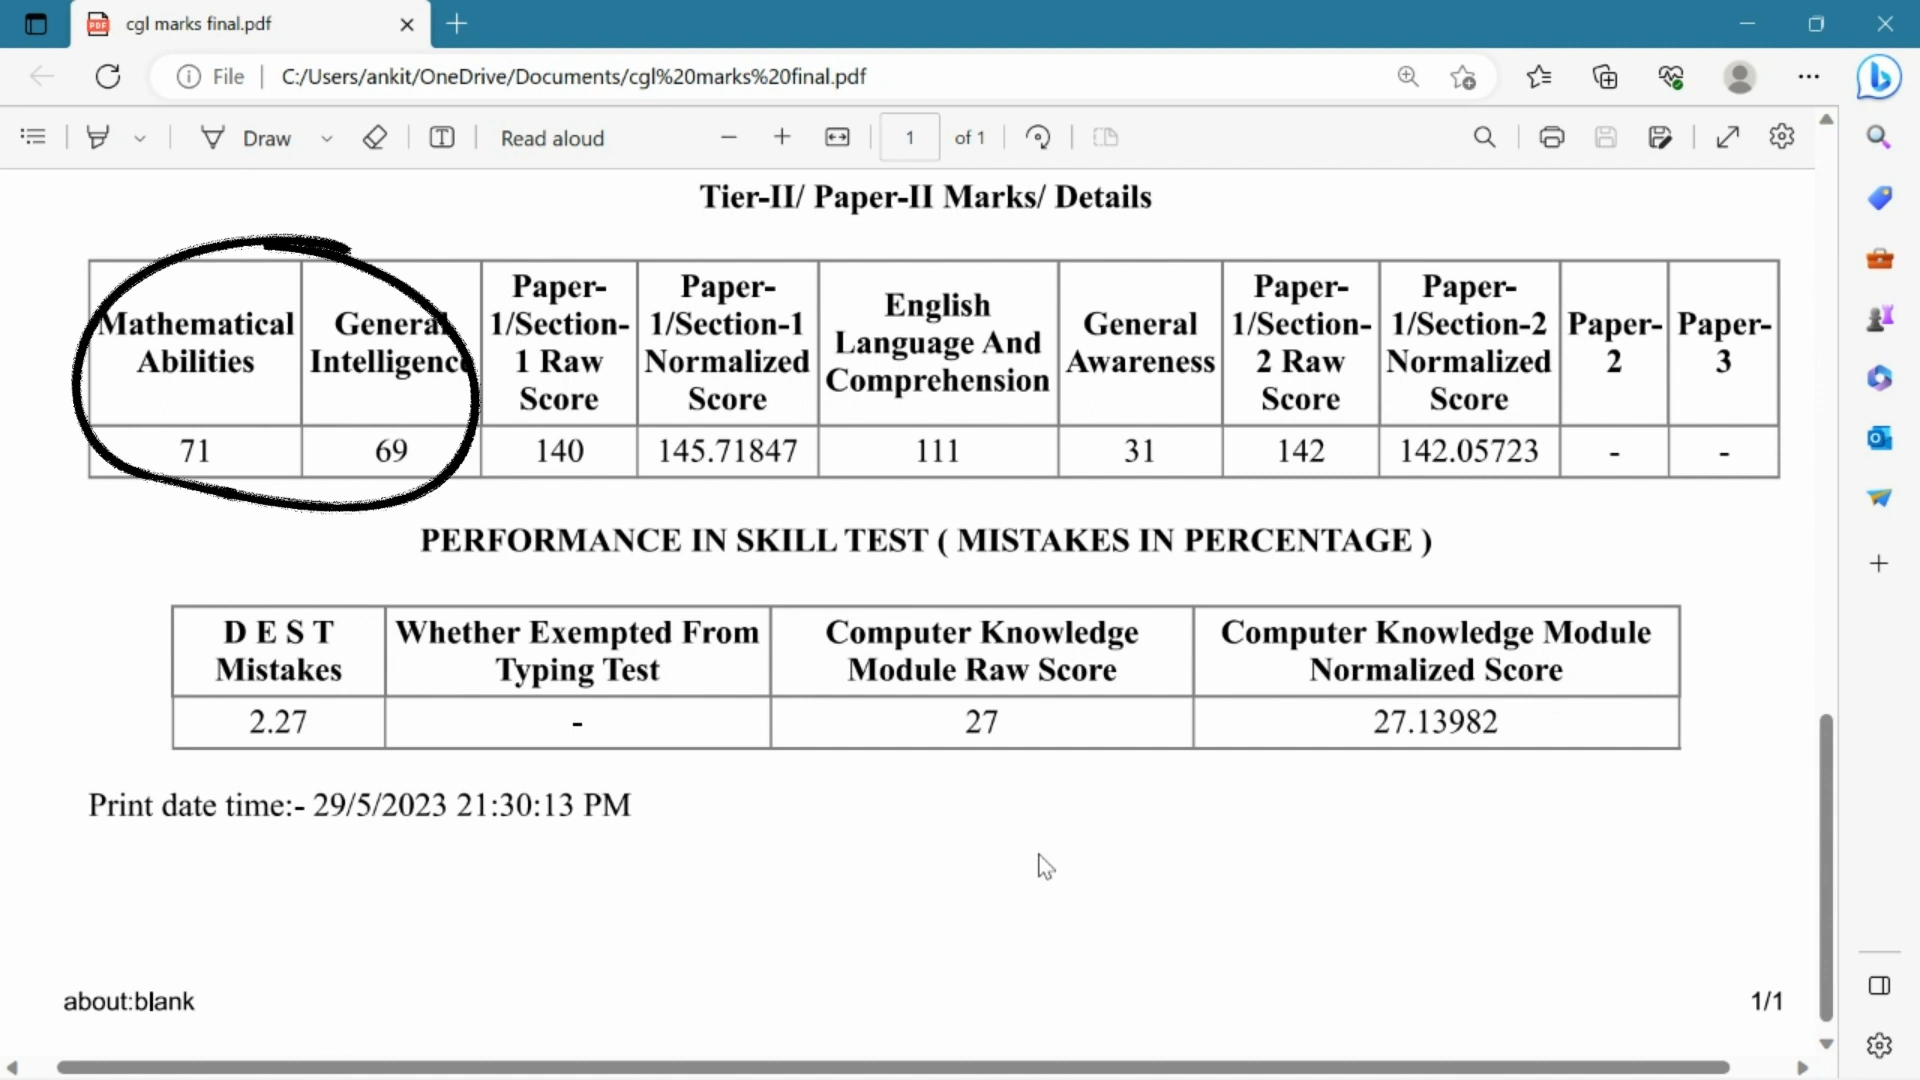 cgl marks final.pdf
File
C:/Users/ankit/OneDrive/Documents/cgl%20marks%20final.pdf
Draw
Read aloud
1 of 1
Tier-II/ Paper-II Marks/ Details
Mathematical Abilities | General Intelligence | Paper-1/Section-1 Raw Score | Paper-1/Section-1 Normalized Score | English Language And Comprehension | General Awareness | Paper-1/Section-2 Raw Score | Paper-1/Section-2 Normalized Score | Paper-2 | Paper-3
71 | 69 | 140 | 145.71847 | 111 | 31 | 142 | 142.05723 | - | -
PERFORMANCE IN SKILL TEST ( MISTAKES IN PERCENTAGE )
D E S T Mistakes | Whether Exempted From Typing Test | Computer Knowledge Module Raw Score | Computer Knowledge Module Normalized Score
2.27 | - | 27 | 27.13982
Print date time:- 29/5/2023 21:30:13 PM
about:blank
1/1